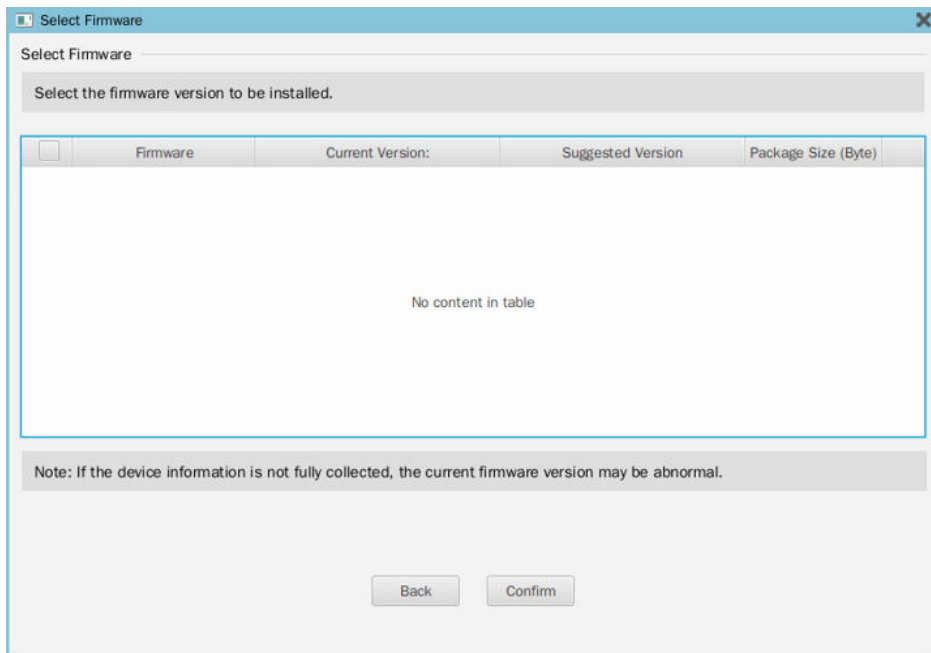 Select Firmware
Select Firmware
Select the firmware version to be installed.
Firmware Current Version: Suggested Version Package Size (Byte)
No content in table
Note: If the device information is not fully collected, the current firmware version may be abnormal.
Back Confirm